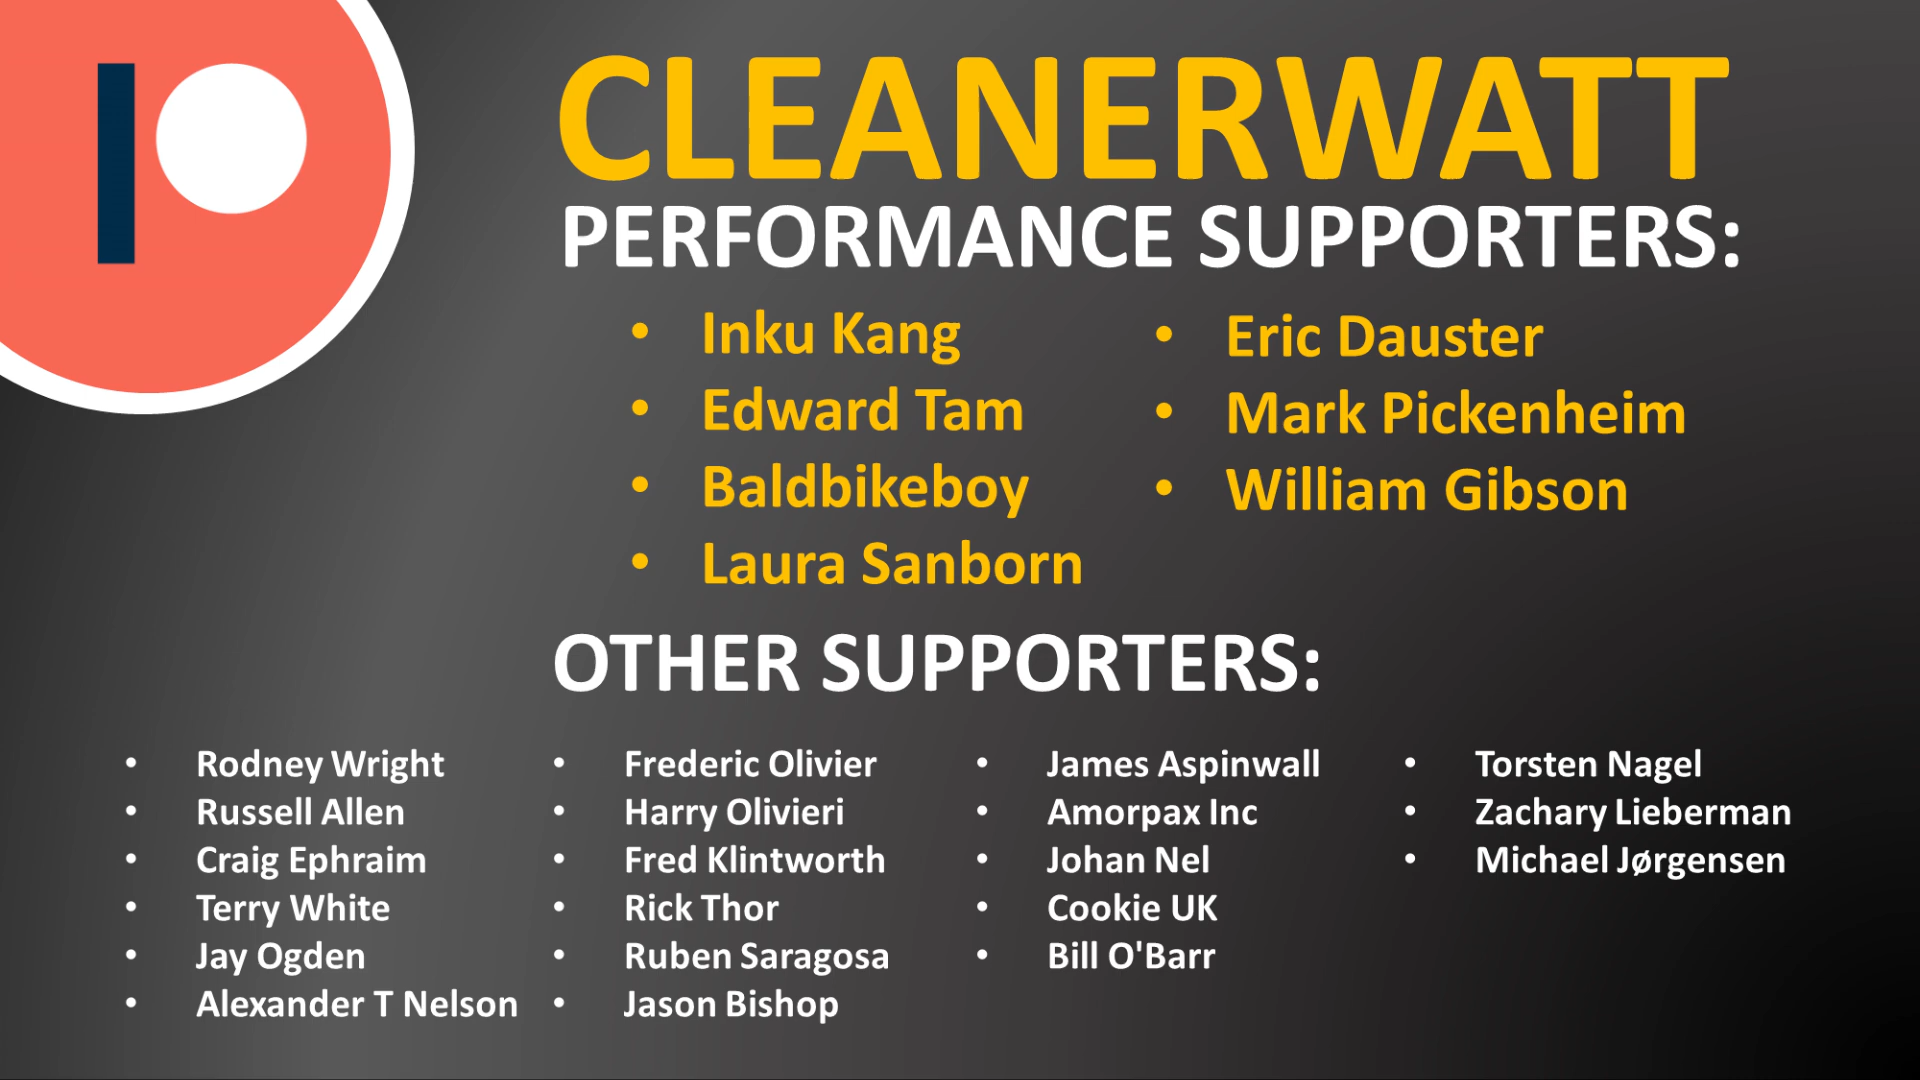 CLEANERWATT
PERFORMANCE SUPPORTERS:
• Inku Kang
• Edward Tam
• Baldbikeboy
• Laura Sanborn
• Eric Dauster
• Mark Pickenheim
• William Gibson
OTHER SUPPORTERS:
• Rodney Wright
• Russell Allen
• Craig Ephraim
• Terry White
• Jay Ogden
• Alexander T Nelson
• Frederic Olivier
• Harry Olivieri
• Fred Klintworth
• Rick Thor
• Ruben Saragosa
• Jason Bishop
• James Aspinwall
• Amorpax Inc
• Johan Nel
• Cookie UK
• Bill O'Barr
• Torsten Nagel
• Zachary Lieberman
• Michael Jørgensen